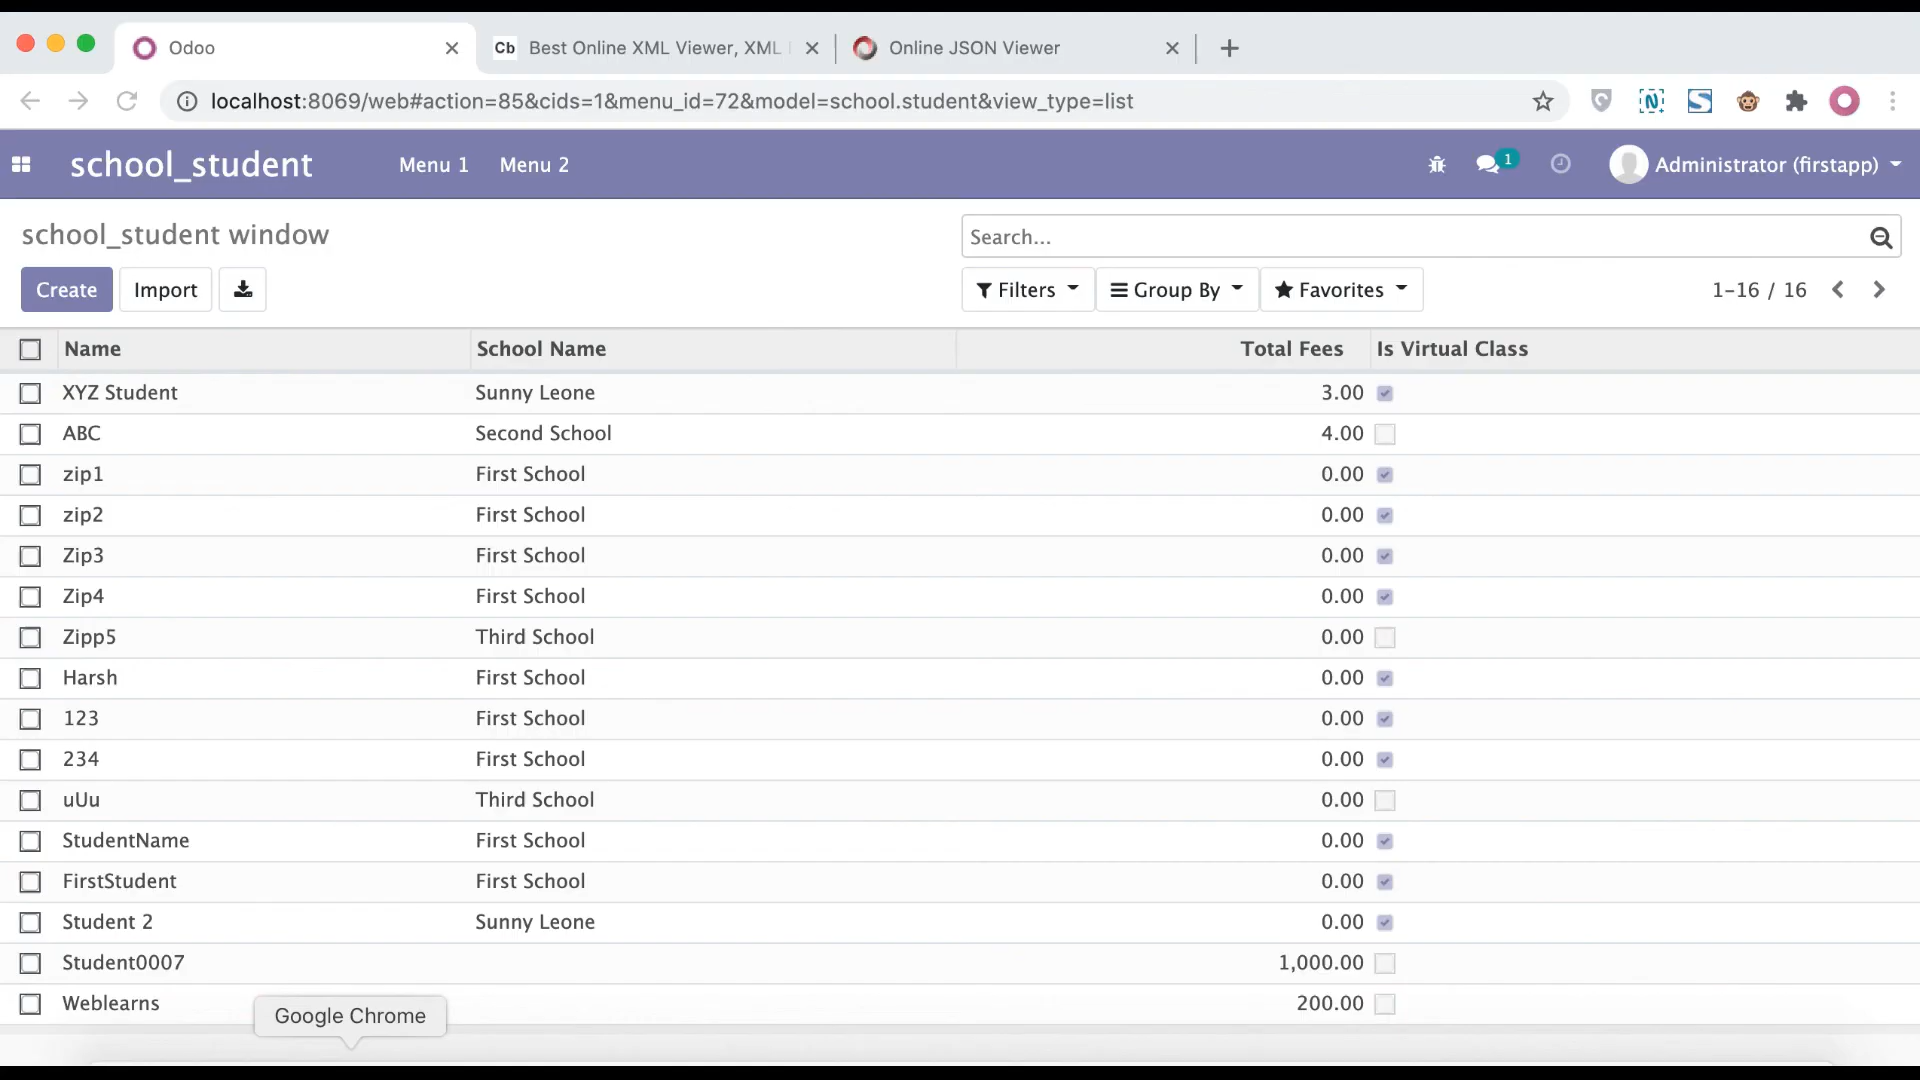 Odoo
Cb Best Online XML Viewer, XML
Online JSON Viewer
localhost:8069/web#action=85&cids=1&menu_id=72&model=school.student&view_type=list
school_student Menu 1 Menu 2 1 Administrator (firstapp)
school_student window
Search...
Create Import Filters Group By Favorites 1-16 / 16
Name School Name Total Fees Is Virtual Class
XYZ Student Sunny Leone 3.00
ABC Second School 4.00
zip1 First School 0.00
zip2 First School 0.00
Zip3 First School 0.00
Zip4 First School 0.00
Zipp5 Third School 0.00
Harsh First School 0.00
123 First School 0.00
234 First School 0.00
uUu Third School 0.00
StudentName First School 0.00
FirstStudent First School 0.00
Student 2 Sunny Leone 0.00
Student0007 1,000.00
Weblearns 200.00
Google Chrome